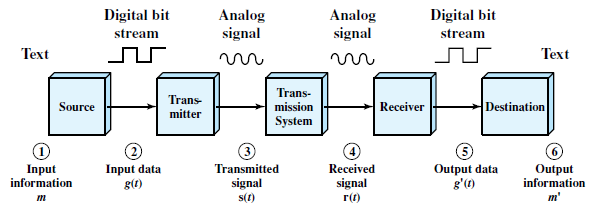 Digital bit
stream
Analog
signal
Analog
signal
Digital bit
stream
Text
Text
Source
Trans-
mitter
Trans-
mission
System
Receiver
Destination
1
2
3
4
5
6
Input
information
m
Input data
g(t)
Transmitted
signal
s(t)
Received
signal
r(t)
Output data
g'(t)
Output
information
m'